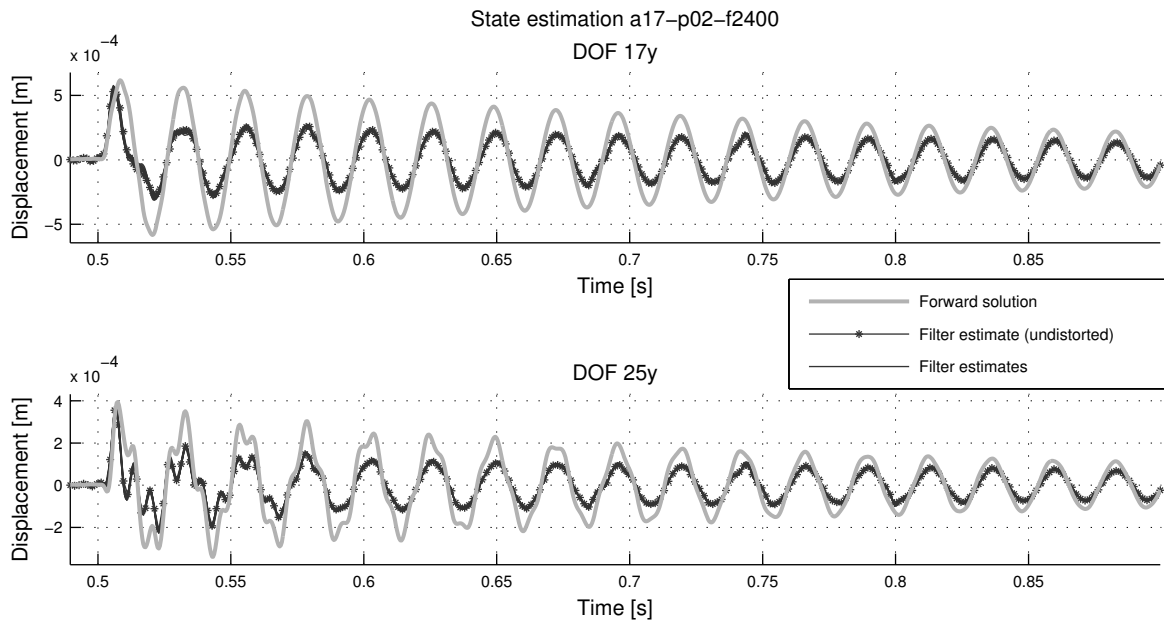 State estimation a17−p02−f2400
x 10 −4
DOF 17y
Displacement [m]
5
0
−5
0.5 0.55 0.6 0.65 0.7 0.75 0.8 0.85
Time [s]
Forward solution
Filter estimate (undistorted)
Filter estimates
x 10 −4
DOF 25y
Displacement [m]
4
2
0
−2
0.5 0.55 0.6 0.65 0.7 0.75 0.8 0.85
Time [s]